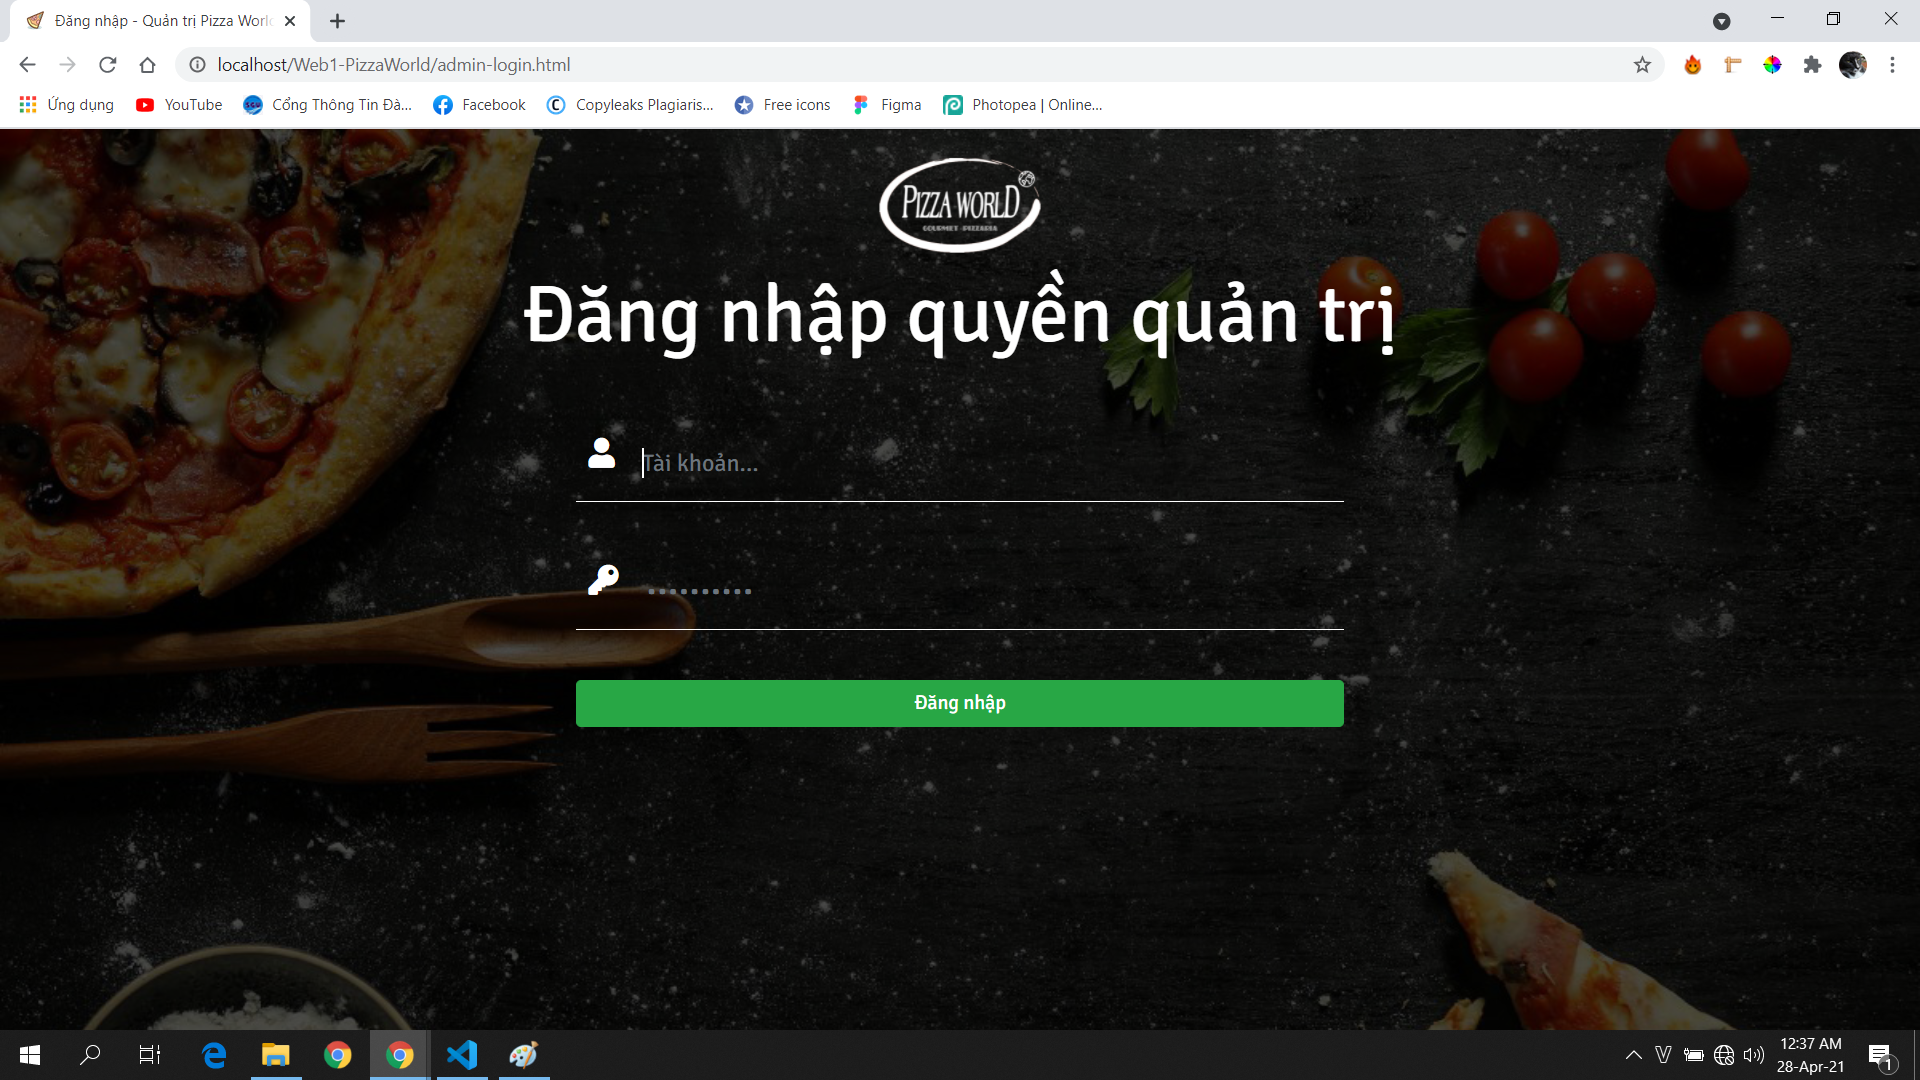 Đăng nhập - Quản trị Pizza Worl
localhost/Web1-PizzaWorld/admin-login.html
Ứng dụng YouTube Cổng Thông Tin Đà... Facebook Copyleaks Plagiaris... Free icons Figma Photopea | Online...
PIZZA WORLD
GOURMET · PIZZARIA
Đăng nhập quyền quản trị
Tài khoản...
Đăng nhập
12:37 AM
28-Apr-21
1